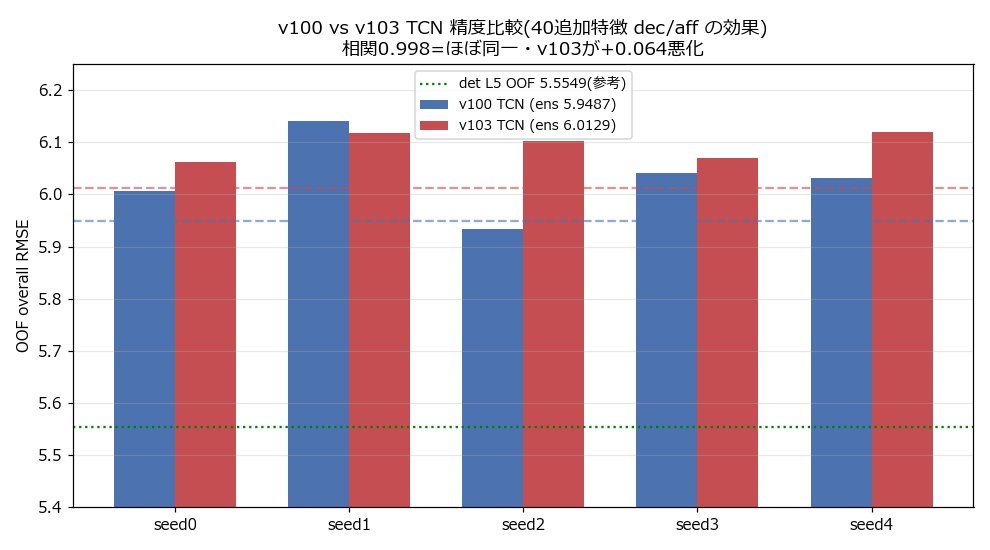 v100 vs v103 TCN 精度比較(40追加特徴 dec/aff の効果)
相関0.998=ほぼ同一・v103が+0.064悪化
det L5 OOF 5.5549(参考)
v100 TCN (ens 5.9487)
v103 TCN (ens 6.0129)
OOF overall RMSE
6.2
6.1
6.0
5.9
5.8
5.7
5.6
5.5
5.4
seed0 seed1 seed2 seed3 seed4